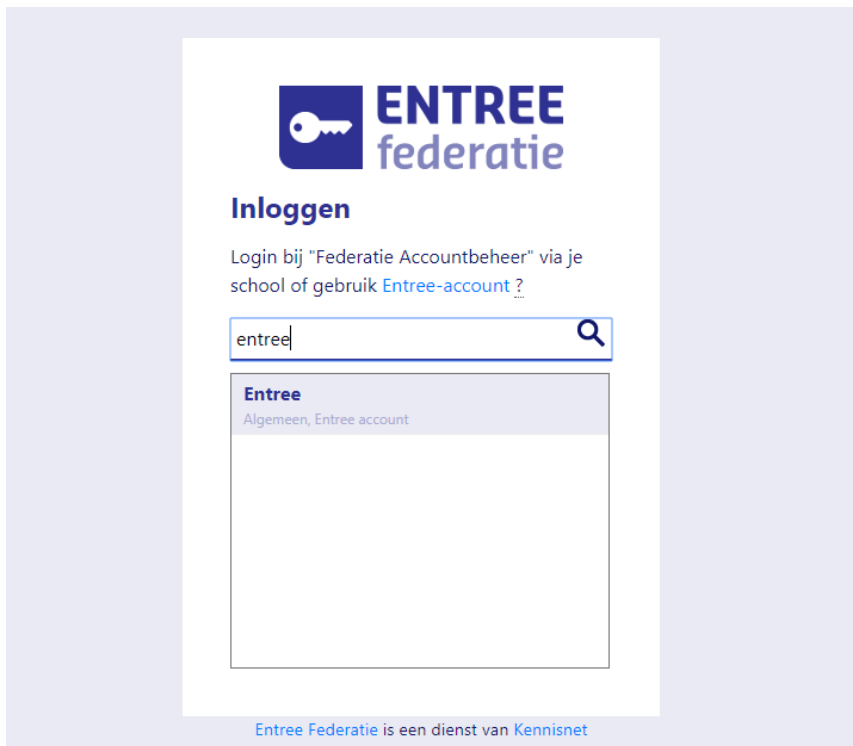 ENTREE
federatie
Inloggen
Login bij "Federatie Accountbeheer" via je
school of gebruik Entree-account ?
entree
Entree
Algemeen, Entree account
Entree Federatie is een dienst van Kennisnet